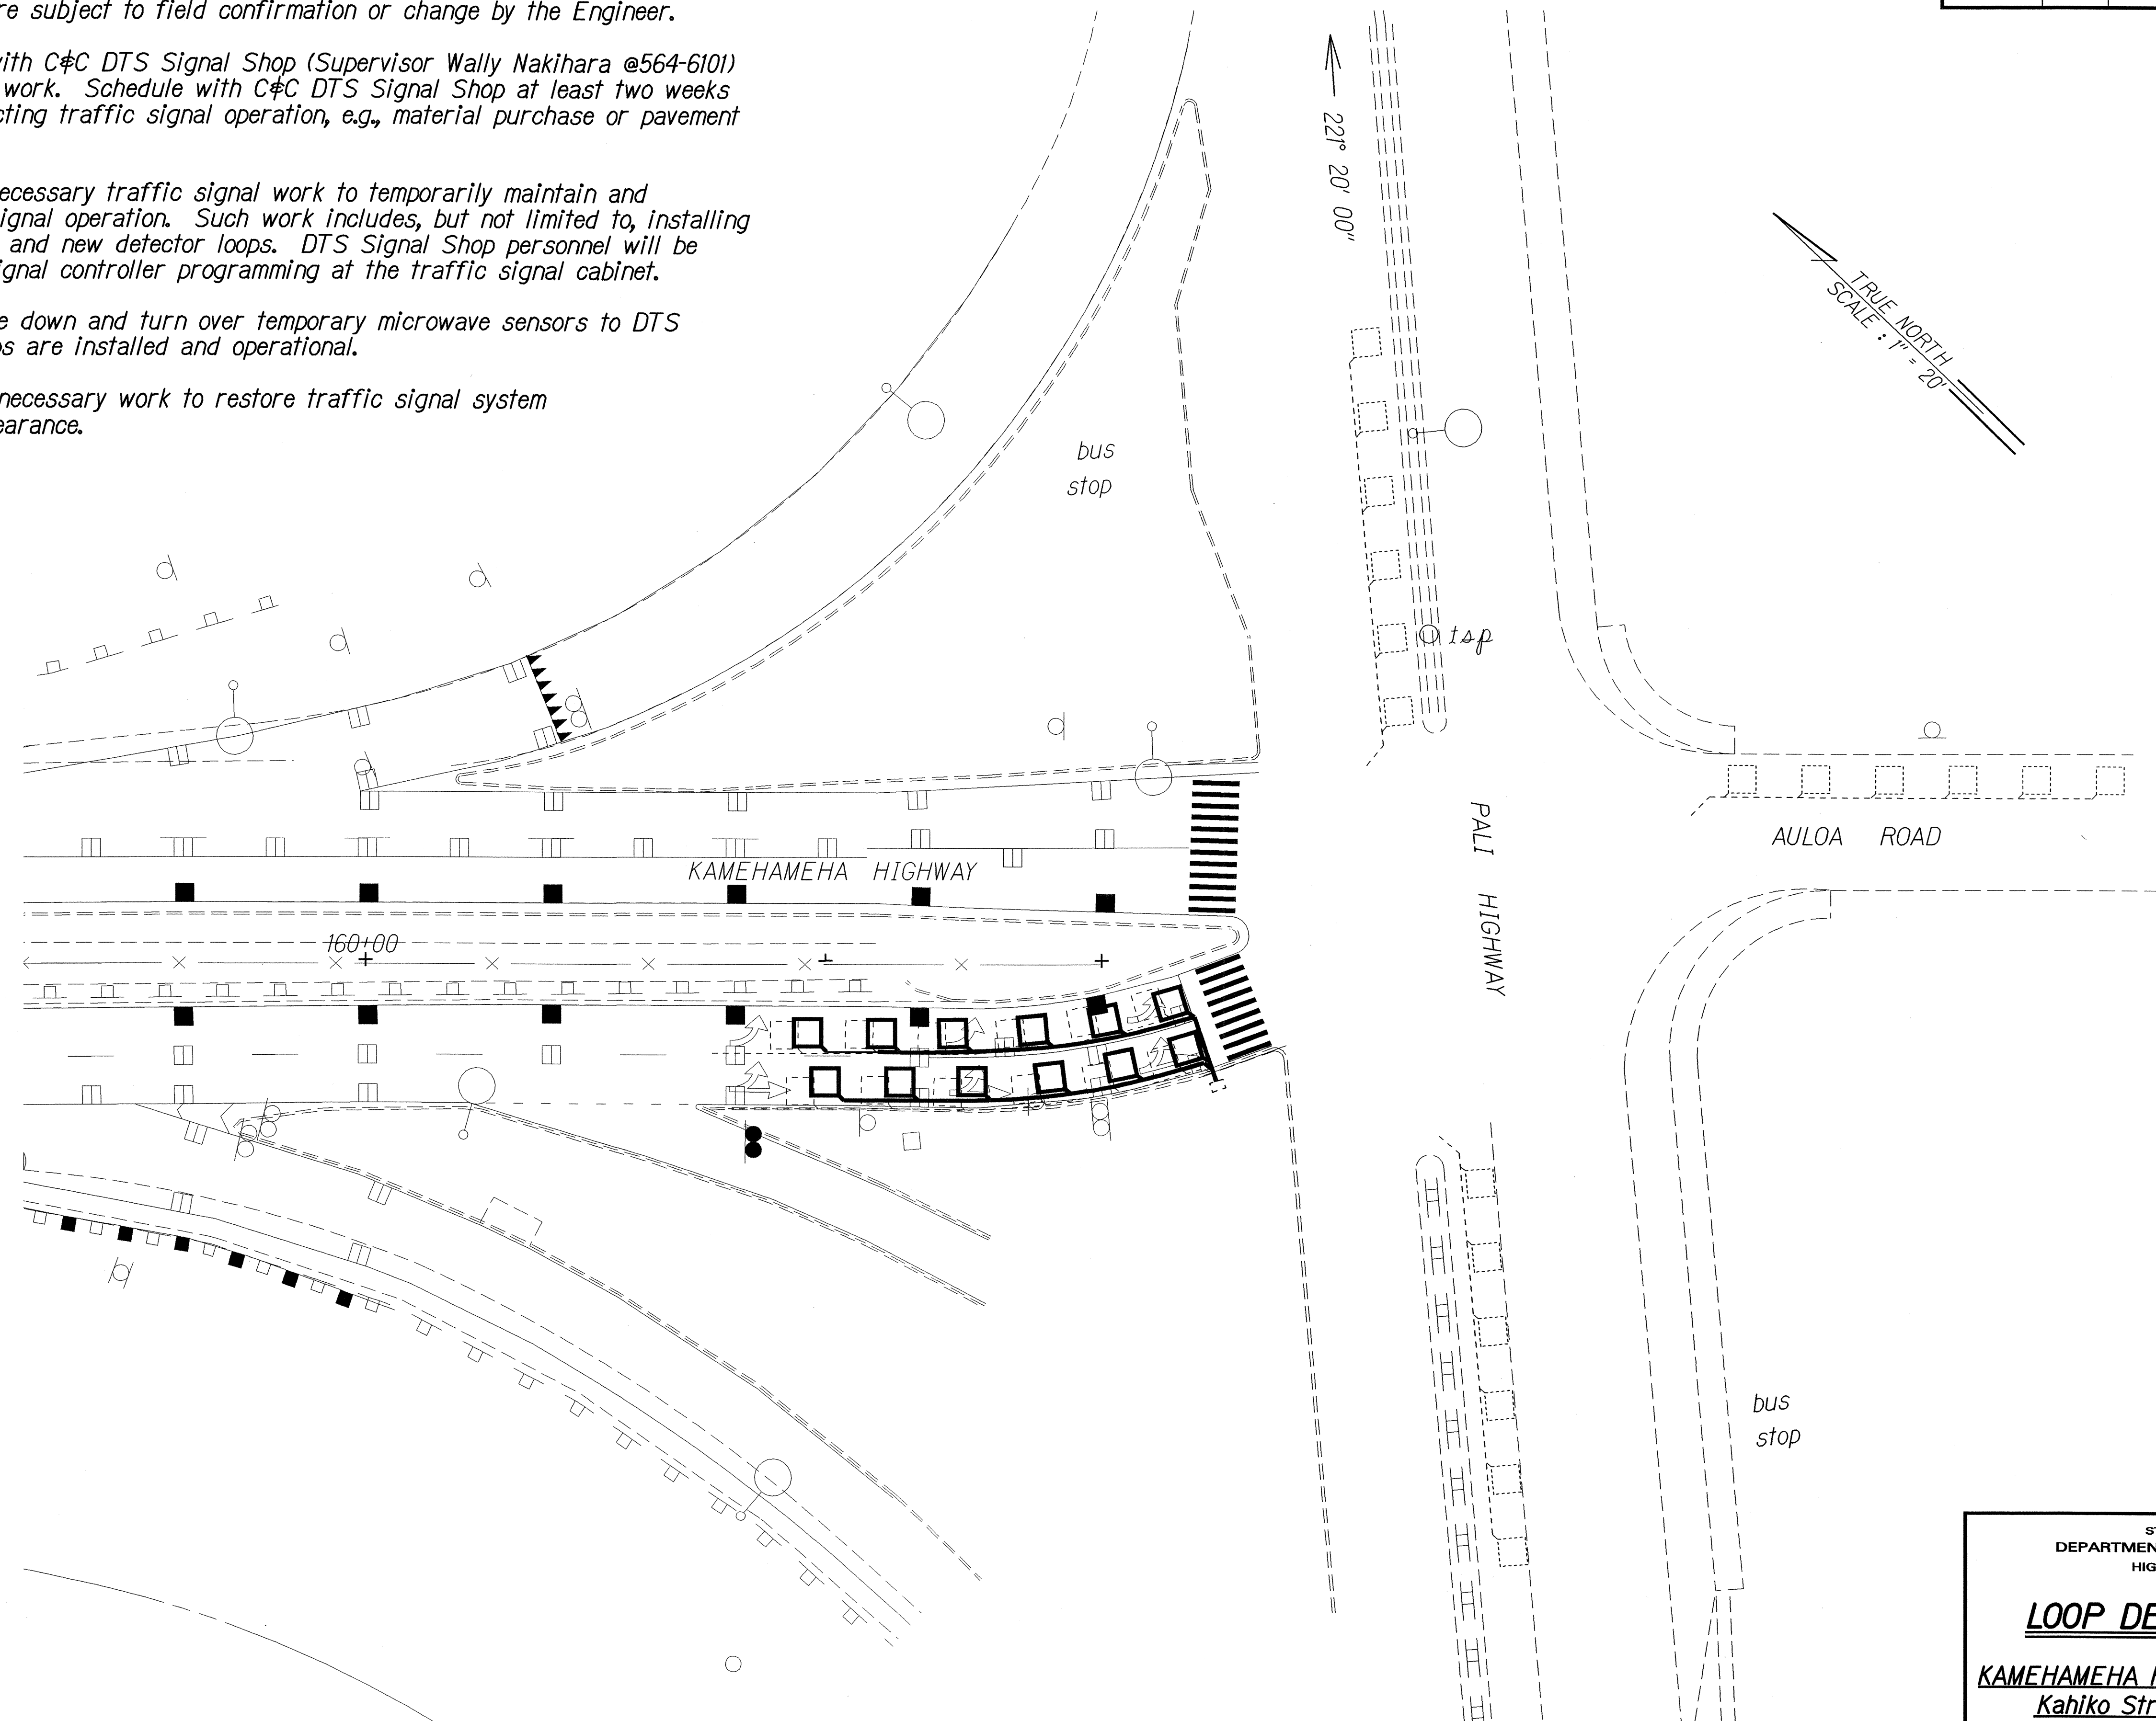 re subject to field confirmation or change by the Engineer.
ith C&C DTS Signal Shop (Supervisor Wally Nakihara @564-6101)
work. Schedule with C&C DTS Signal Shop at least two weeks
cting traffic signal operation, e.g., material purchase or pavement
ecessary traffic signal work to temporarily maintain and
ignal operation. Such work includes, but not limited to, installing
and new detector loops. DTS Signal Shop personnel will be
ignal controller programming at the traffic signal cabinet.
e down and turn over temporary microwave sensors to DTS
os are installed and operational.
necessary work to restore traffic signal system
earance.
221° 20' 00"
TRUE NORTH
SCALE : 1" = 20'
bus
stop
tsp
PALI HIGHWAY
AULOA ROAD
KAMEHAMEHA HIGHWAY
160+00
bus
stop
ST
DEPARTMEN
HIG
LOOP DE
KAMEHAMEHA H
Kahiko Str